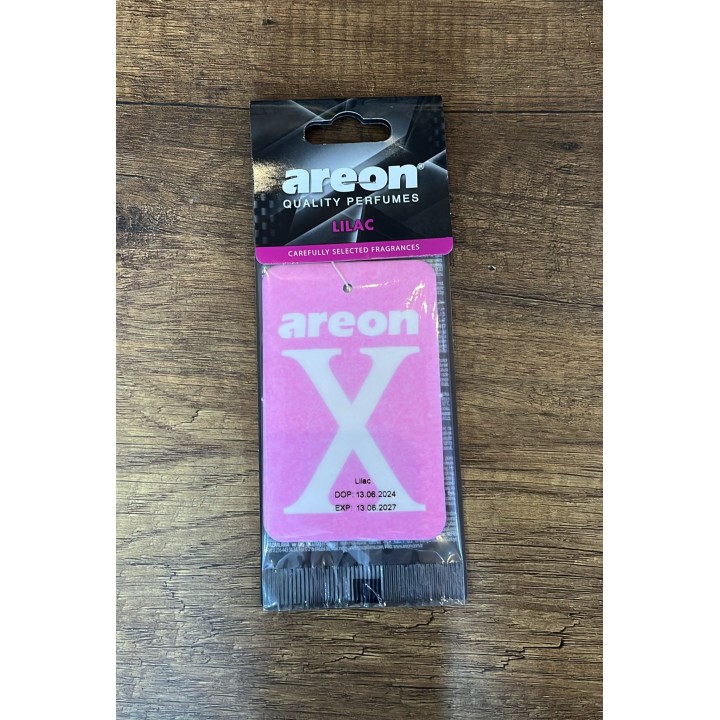 areon®
QUALITY PERFUMES
LILAC
CAREFULLY SELECTED FRAGRANCES
areon
X
Lilac
DOP: 13.06.2024
EXP: 13.06.2027